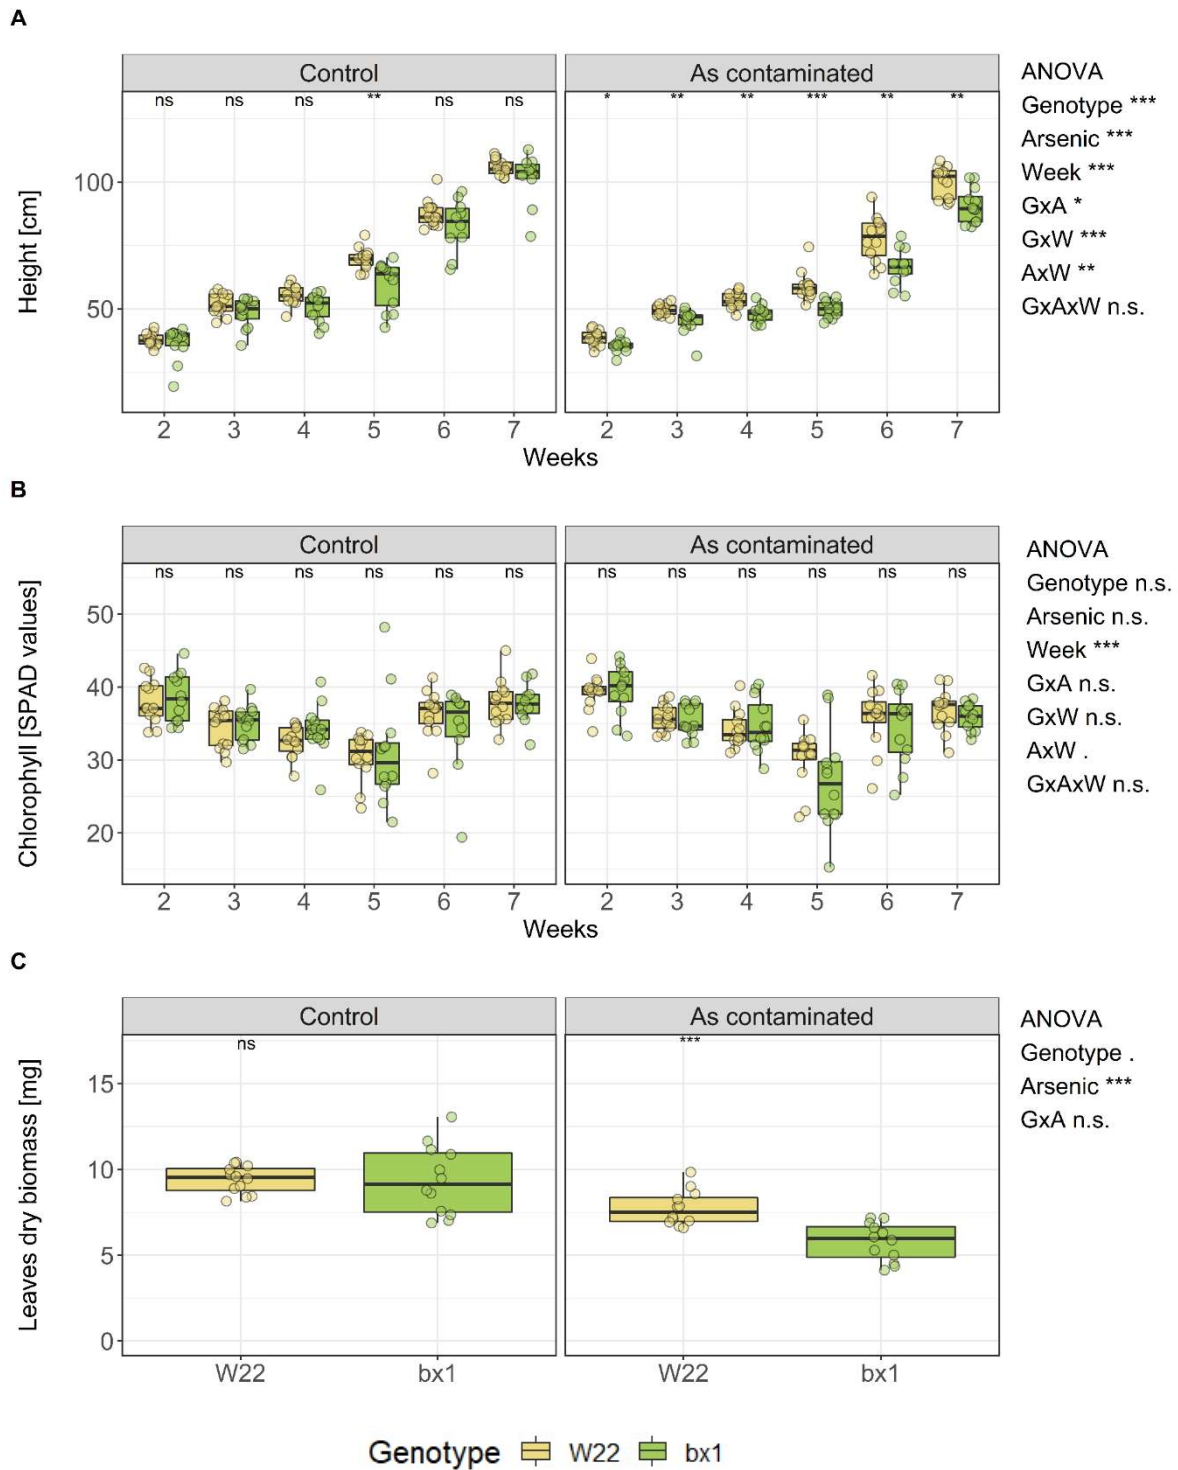 A
Control
As contaminated
ns ns ns ** ns ns
* ** ** *** ** **
ANOVA
Genotype ***
Arsenic ***
Week ***
GxA *
GxW ***
AxW **
GxAxW n.s.
Height [cm]
100
50
2 3 4 5 6 7
2 3 4 5 6 7
Weeks
B
Control
As contaminated
ns ns ns ns ns ns
ns ns ns ns ns ns
ANOVA
Genotype n.s.
Arsenic n.s.
Week ***
GxA n.s.
GxW n.s.
AxW .
GxAxW n.s.
Chlorophyll [SPAD values]
50
40
30
20
2 3 4 5 6 7
2 3 4 5 6 7
Weeks
C
Control
As contaminated
ns
***
ANOVA
Genotype .
Arsenic ***
GxA n.s.
Leaves dry biomass [mg]
15
10
5
0
W22 bx1
W22 bx1
Genotype W22 bx1